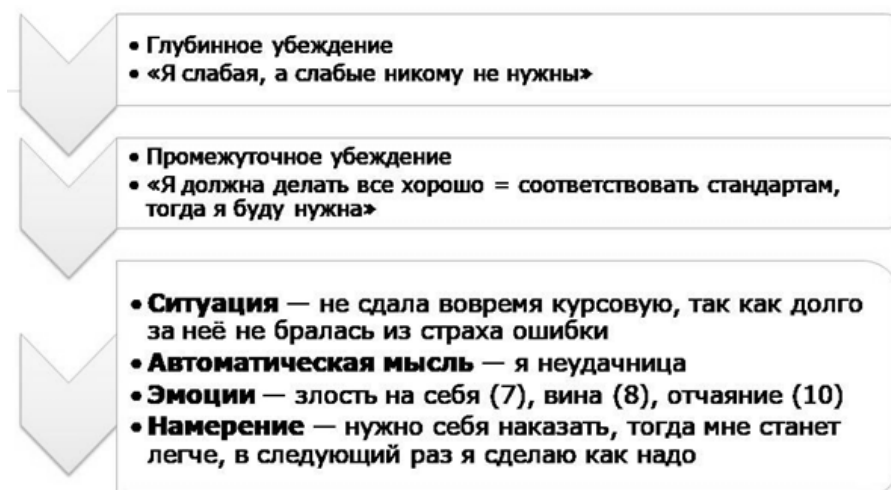 • Глубинное убеждение
• «Я слабая, а слабые никому не нужны»
• Промежуточное убеждение
• «Я должна делать все хорошо = соответствовать стандартам,
тогда я буду нужна»
• Ситуация — не сдала вовремя курсовую, так как долго
за неё не бралась из страха ошибки
• Автоматическая мысль — я неудачница
• Эмоции — злость на себя (7), вина (8), отчаяние (10)
• Намерение — нужно себя наказать, тогда мне станет
легче, в следующий раз я сделаю как надо